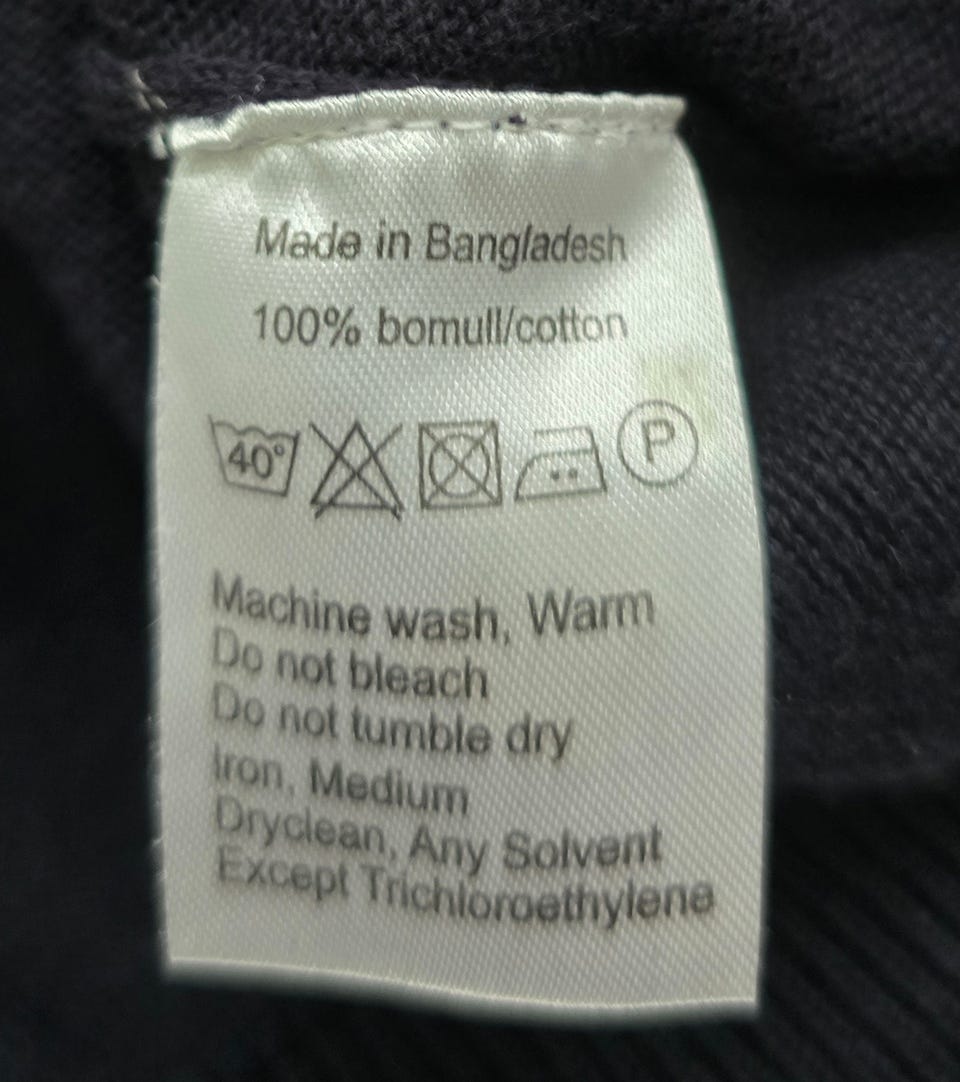 Made in Bangladesh
100% bomull/cotton
40° P
Machine wash, Warm
Do not bleach
Do not tumble dry
Iron, Medium
Dryclean, Any Solvent
Except Trichloroethylene